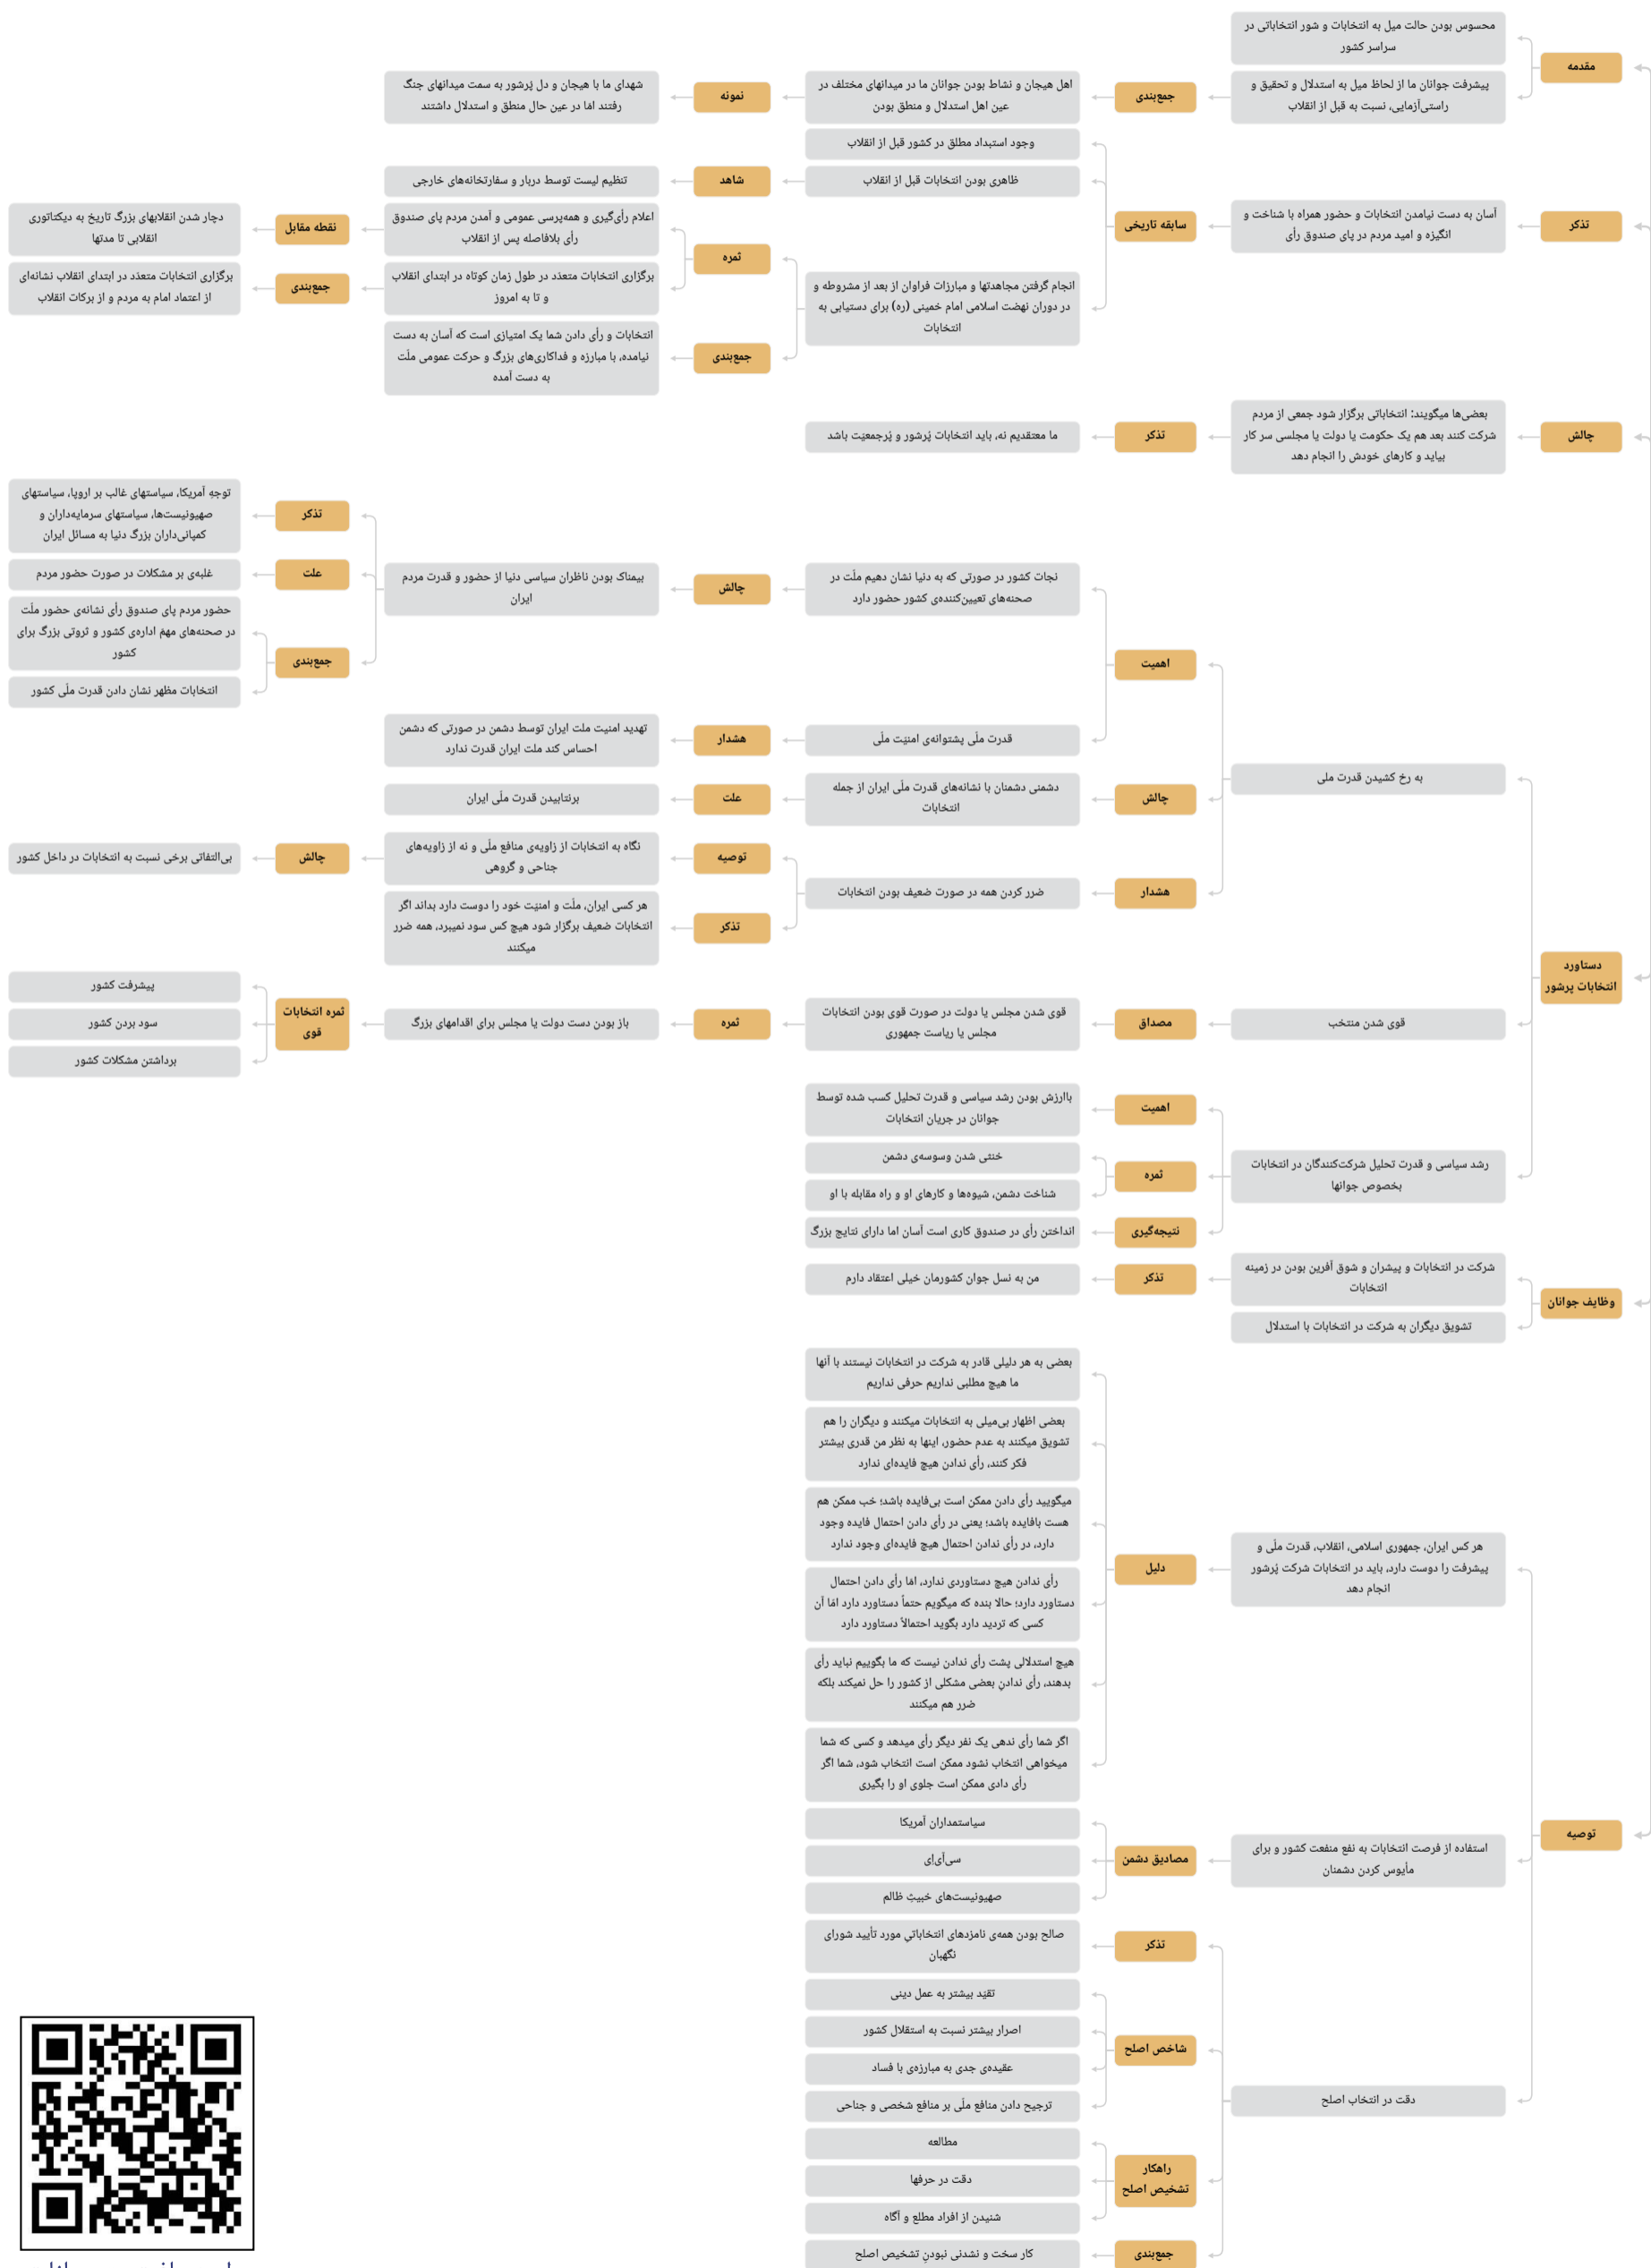 مقدمه
محسوس بودن حالت میل به انتخابات و شور انتخاباتی در
سراسر کشور
پیشرفت جوانان ما از لحاظ میل به استدلال و تحقیق و
راستی‌آزمایی، نسبت به قبل از انقلاب
جمع‌بندی
اهل هیجان و نشاط بودن جوانان ما در میدانهای مختلف در
عین اهل استدلال و منطق بودن
نمونه
شهدای ما با هیجان و دل پُرشور به سمت میدانهای جنگ
رفتند امّا در عین حال منطق و استدلال داشتند
تذکر
آسان به دست نیامدن انتخابات و حضور همراه با شناخت و
انگیزه و امید مردم در پای صندوق رأی
سابقه تاریخی
وجود استبداد مطلق در کشور قبل از انقلاب
ظاهری بودن انتخابات قبل از انقلاب
شاهد
تنظیم لیست توسط دربار و سفارتخانه‌های خارجی
انجام گرفتن مجاهدتها و مبارزات فراوان از بعد از مشروطه و
در دوران نهضت اسلامی امام خمینی (ره) برای دستیابی به
انتخابات
ثمره
اعلام رأی‌گیری و همه‌پرسی عمومی و آمدن مردم پای صندوق
رأی بلافاصله پس از انقلاب
نقطه مقابل
دچار شدن انقلابهای بزرگ تاریخ به دیکتاتوری
انقلابی تا مدتها
برگزاری انتخابات متعدّد در طول زمان کوتاه در ابتدای انقلاب
و تا به امروز
جمع‌بندی
برگزاری انتخابات متعدّد در ابتدای انقلاب نشانه‌ای
از اعتماد امام به مردم و از برکات انقلاب
جمع‌بندی
انتخابات و رأی دادن شما یک امتیازی است که آسان به دست
نیامده، با مبارزه و فداکاری‌های بزرگ و حرکت عمومی ملّت
به دست آمده
چالش
بعضی‌ها میگویند: انتخاباتی برگزار شود جمعی از مردم
شرکت کنند بعد هم یک حکومت یا دولت یا مجلسی سر کار
بیاید و کارهای خودش را انجام دهد
تذکر
ما معتقدیم نه، باید انتخابات پُرشور و پُرجمعیّت باشد
دستاورد
انتخابات پرشور
به رخ کشیدن قدرت ملی
اهمیت
نجات کشور در صورتی که به دنیا نشان دهیم ملّت در
صحنه‌های تعیین‌کننده‌ی کشور حضور دارد
چالش
بیمناک بودن ناظران سیاسی دنیا از حضور و قدرت مردم
ایران
تذکر
توجهِ آمریکا، سیاستهای غالب بر اروپا، سیاستهای
صهیونیست‌ها، سیاستهای سرمایه‌داران و
کمپانی‌داران بزرگ دنیا به مسائل ایران
علت
غلبه‌ی بر مشکلات در صورت حضور مردم
جمع‌بندی
حضور مردم پای صندوق رأی نشانه‌ی حضور ملّت
در صحنه‌های مهمّ اداره‌ی کشور و ثروتی بزرگ برای
کشور
انتخابات مظهر نشان دادن قدرت ملّی کشور
قدرت ملّی پشتوانه‌ی امنیّت ملّی
هشدار
تهدید امنیت ملت ایران توسط دشمن در صورتی که دشمن
احساس کند ملت ایران قدرت ندارد
چالش
دشمنی دشمنان با نشانه‌های قدرت ملّی ایران از جمله
انتخابات
علت
برنتابیدن قدرت ملّی ایران
هشدار
ضرر کردن همه در صورت ضعیف بودن انتخابات
توصیه
نگاه به انتخابات از زاویه‌ی منافع ملّی و نه از زاویه‌های
جناحی و گروهی
چالش
بی‌التفاتی برخی نسبت به انتخابات در داخل کشور
تذکر
هر کسی ایران، ملّت و امنیّت خود را دوست دارد بداند اگر
انتخابات ضعیف برگزار شود هیچ کس سود نمیبرد، همه ضرر
میکنند
قوی شدن منتخب
مصداق
قوی شدن مجلس یا دولت در صورت قوی بودن انتخابات
مجلس یا ریاست جمهوری
ثمره
باز بودن دست دولت یا مجلس برای اقدامهای بزرگ
ثمره انتخابات
قوی
پیشرفت کشور
سود بردن کشور
برداشتن مشکلات کشور
رشد سیاسی و قدرت تحلیل شرکت‌کنندگان در انتخابات
بخصوص جوانها
اهمیت
باارزش بودن رشد سیاسی و قدرت تحلیل کسب شده توسط
جوانان در جریان انتخابات
ثمره
خنثی شدن وسوسه‌ی دشمن
شناخت دشمن، شیوه‌ها و کارهای او و راه مقابله با او
نتیجه‌گیری
انداختن رأی در صندوق کاری است آسان اما دارای نتایج بزرگ
وظایف جوانان
شرکت در انتخابات و پیشران و شوق آفرین بودن در زمینه
انتخابات
تذکر
من به نسل جوان کشورمان خیلی اعتقاد دارم
تشویق دیگران به شرکت در انتخابات با استدلال
توصیه
هر کس ایران، جمهوری اسلامی، انقلاب، قدرت ملّی و
پیشرفت را دوست دارد، باید در انتخابات شرکت پُرشور
انجام دهد
دلیل
بعضی به هر دلیلی قادر به شرکت در انتخابات نیستند با آنها
ما هیچ مطلبی نداریم حرفی نداریم
بعضی اظهار بی‌میلی به انتخابات میکنند و دیگران را هم
تشویق میکنند به عدم حضور، اینها به نظر من قدری بیشتر
فکر کنند، رأی ندادن هیچ فایده‌ای ندارد
میگویید رأی دادن ممکن است بی‌فایده باشد؛ خب ممکن هم
هست بافایده باشد؛ یعنی در رأی دادن احتمال فایده وجود
دارد، در رأی ندادن احتمال هیچ فایده‌ای وجود ندارد
رأی ندادن هیچ دستاوردی ندارد، امّا رأی دادن احتمال
دستاورد دارد؛ حالا بنده که میگویم حتماً دستاورد دارد امّا آن
کسی که تردید دارد بگوید احتمالاً دستاورد دارد
هیچ استدلالی پشت رأی ندادن نیست که ما بگوییم نباید رأی
بدهند، رأی ندادنِ بعضی مشکلی از کشور را حل نمیکند بلکه
ضرر هم میکنند
اگر شما رأی ندهی یک نفر دیگر رأی میدهد و کسی که شما
میخواهی انتخاب نشود ممکن است انتخاب شود، شما اگر
رأی دادی ممکن است جلوی او را بگیری
استفاده از فرصت انتخابات به نفع منفعت کشور و برای
مأیوس کردن دشمنان
مصادیق دشمن
سیاستمداران آمریکا
سی‌آی‌اِی
صهیونیست‌های خبیثِ ظالم
دقت در انتخاب اصلح
تذکر
صالح بودن همه‌ی نامزدهای انتخاباتیِ مورد تأیید شورای
نگهبان
شاخص اصلح
تقیّد بیشتر به عمل دینی
اصرار بیشتر نسبت به استقلال کشور
عقیده‌ی جدی به مبارزه‌ی با فساد
ترجیح دادن منافع ملّی بر منافع شخصی و جناحی
راهکار
تشخیص اصلح
مطالعه
دقت در حرفها
شنیدن از افراد مطلع و آگاه
جمع‌بندی
کار سخت و نشدنی نبودنِ تشخیص اصلح